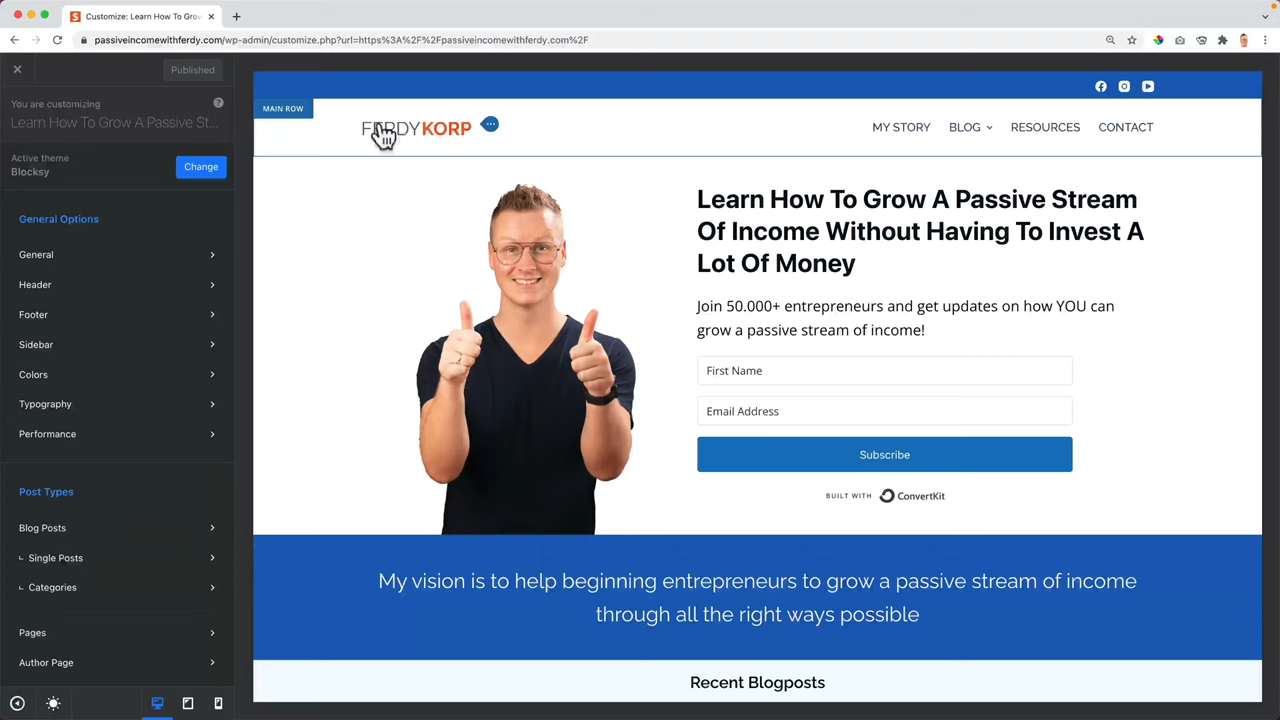 Customize: Learn How To Grow
passiveincomewithferdy.com/wp-admin/customize.php?url=https%3A%2F%2Fpassiveincomewithferdy.com%2F
Published
You are customizing
Learn How To Grow A Passive St...
Active theme
Blocksy
Change
General Options
General
Header
Footer
Sidebar
Colors
Typography
Performance
Post Types
Blog Posts
Single Posts
Categories
Pages
Author Page
MAIN ROW
FERDYKORP
MY STORY
BLOG
RESOURCES
CONTACT
Learn How To Grow A Passive Stream
Of Income Without Having To Invest A
Lot Of Money
Join 50.000+ entrepreneurs and get updates on how YOU can
grow a passive stream of income!
First Name
Email Address
Subscribe
BUILT WITH ConvertKit
My vision is to help beginning entrepreneurs to grow a passive stream of income
through all the right ways possible
Recent Blogposts